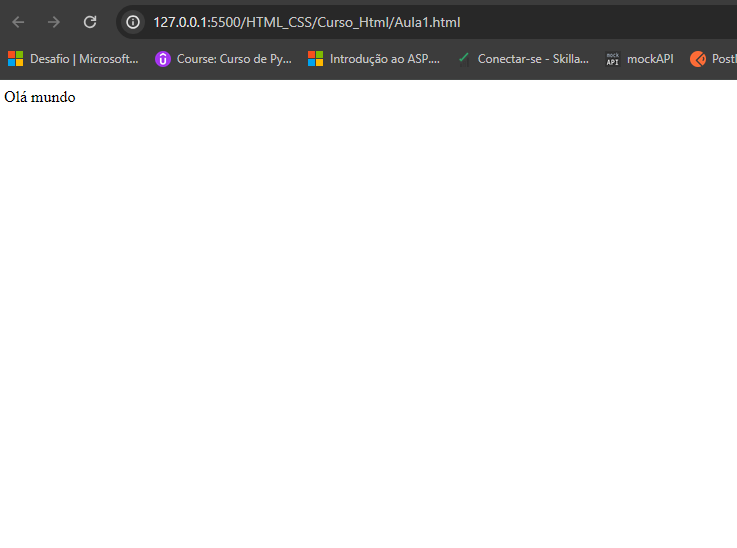 127.0.0.1:5500/HTML_CSS/Curso_Html/Aula1.html
Desafio | Microsoft... Course: Curso de Py... Introdução ao ASP.... Conectar-se - Skilla... mock API mockAPI Postl
Olá mundo